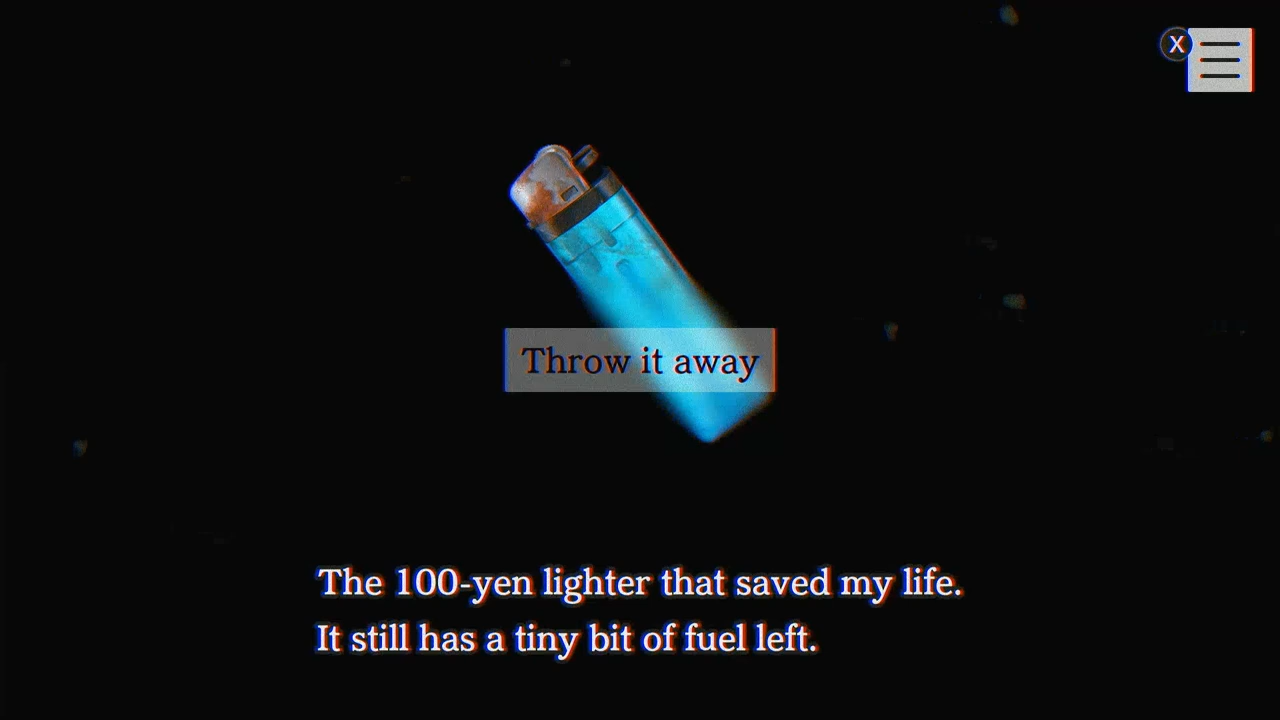 X
Throw it away
The 100-yen lighter that saved my life.
It still has a tiny bit of fuel left.